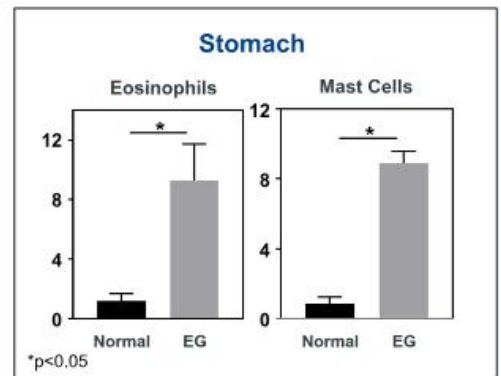 Stomach
Eosinophils
Mast Cells
*
*
12
8
4
0
12
8
4
0
Normal EG
Normal EG
*p<0.05